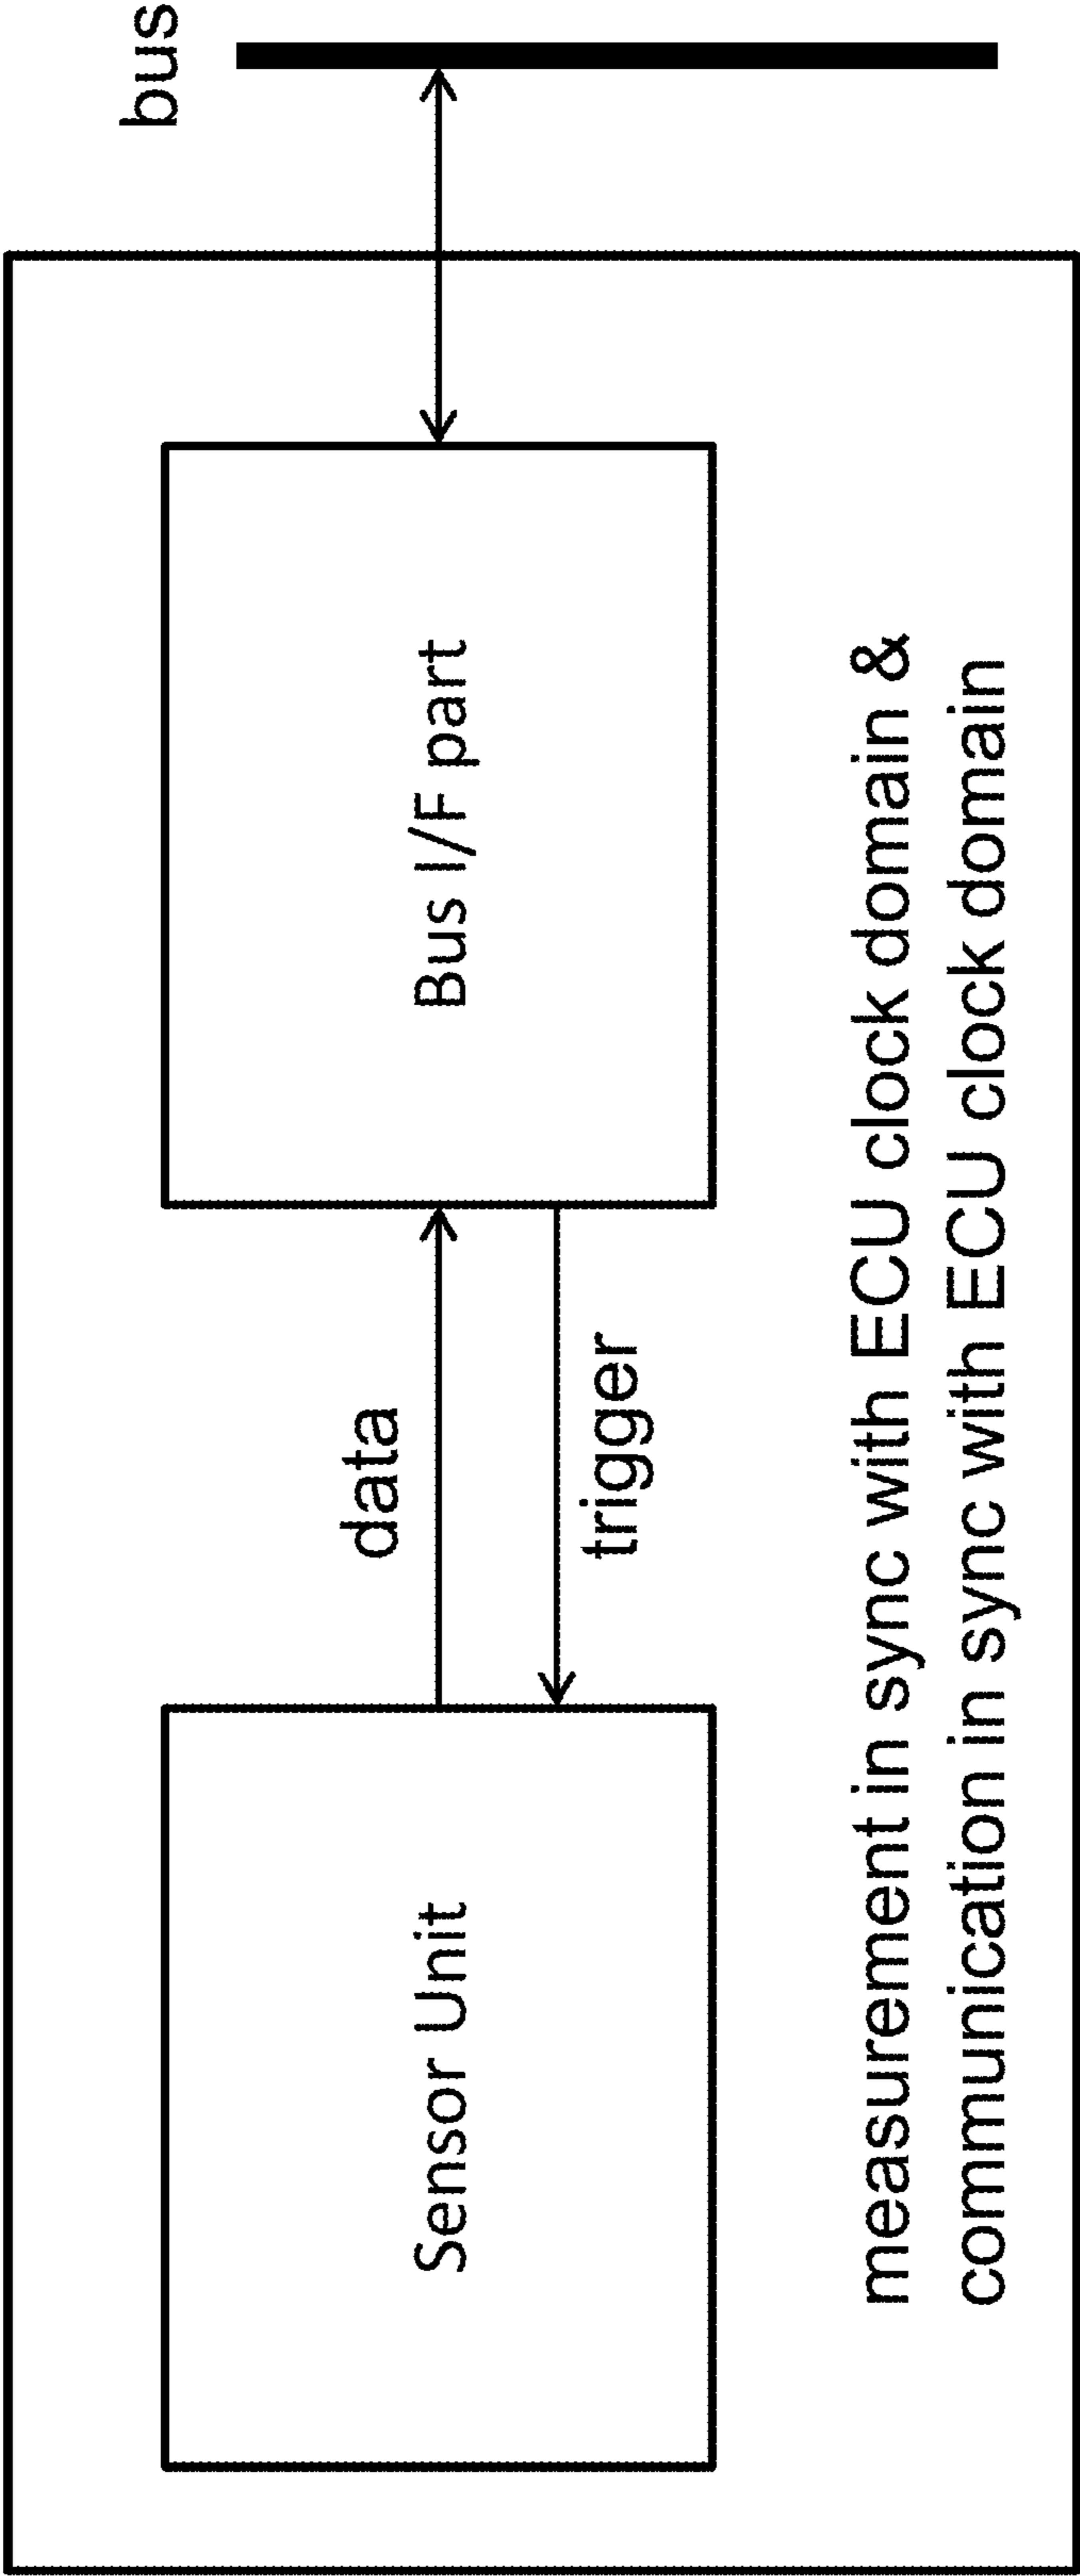 bus
Sensor Unit
data
trigger
Bus I/F part
measurement in sync with ECU clock domain &
communication in sync with ECU clock domain